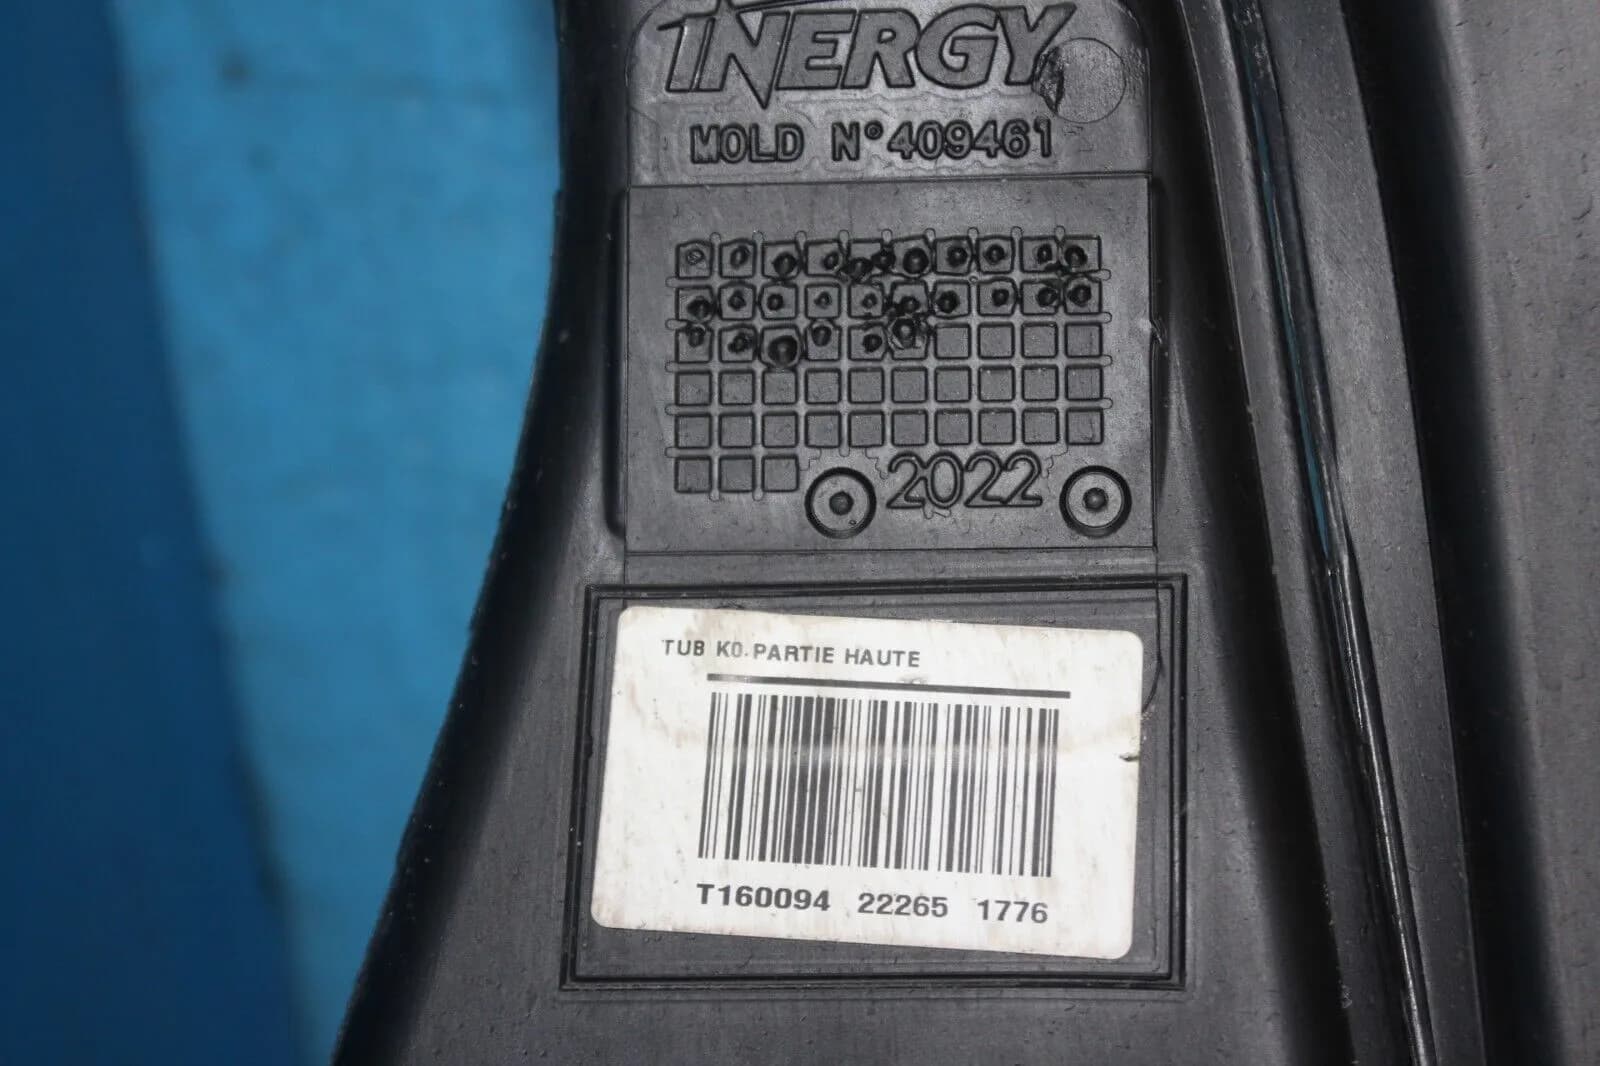 INERGY
MOLD N° 409461
2022
TUB K0.PARTIE HAUTE
T160094 22265 1776